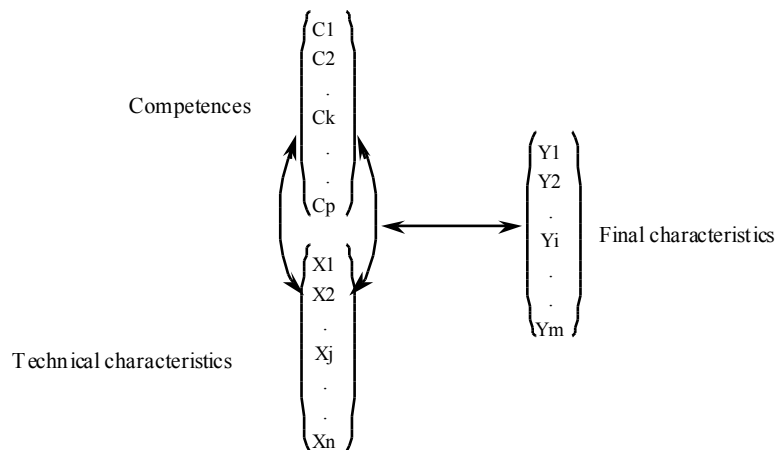 C1
C2
.
Competences
Ck
.
.
Cp
Y1
Y2
.
Yi
Final characteristics
.
.
Ym
X1
X2
.
Technical characteristics
Xj
.
.
Xn